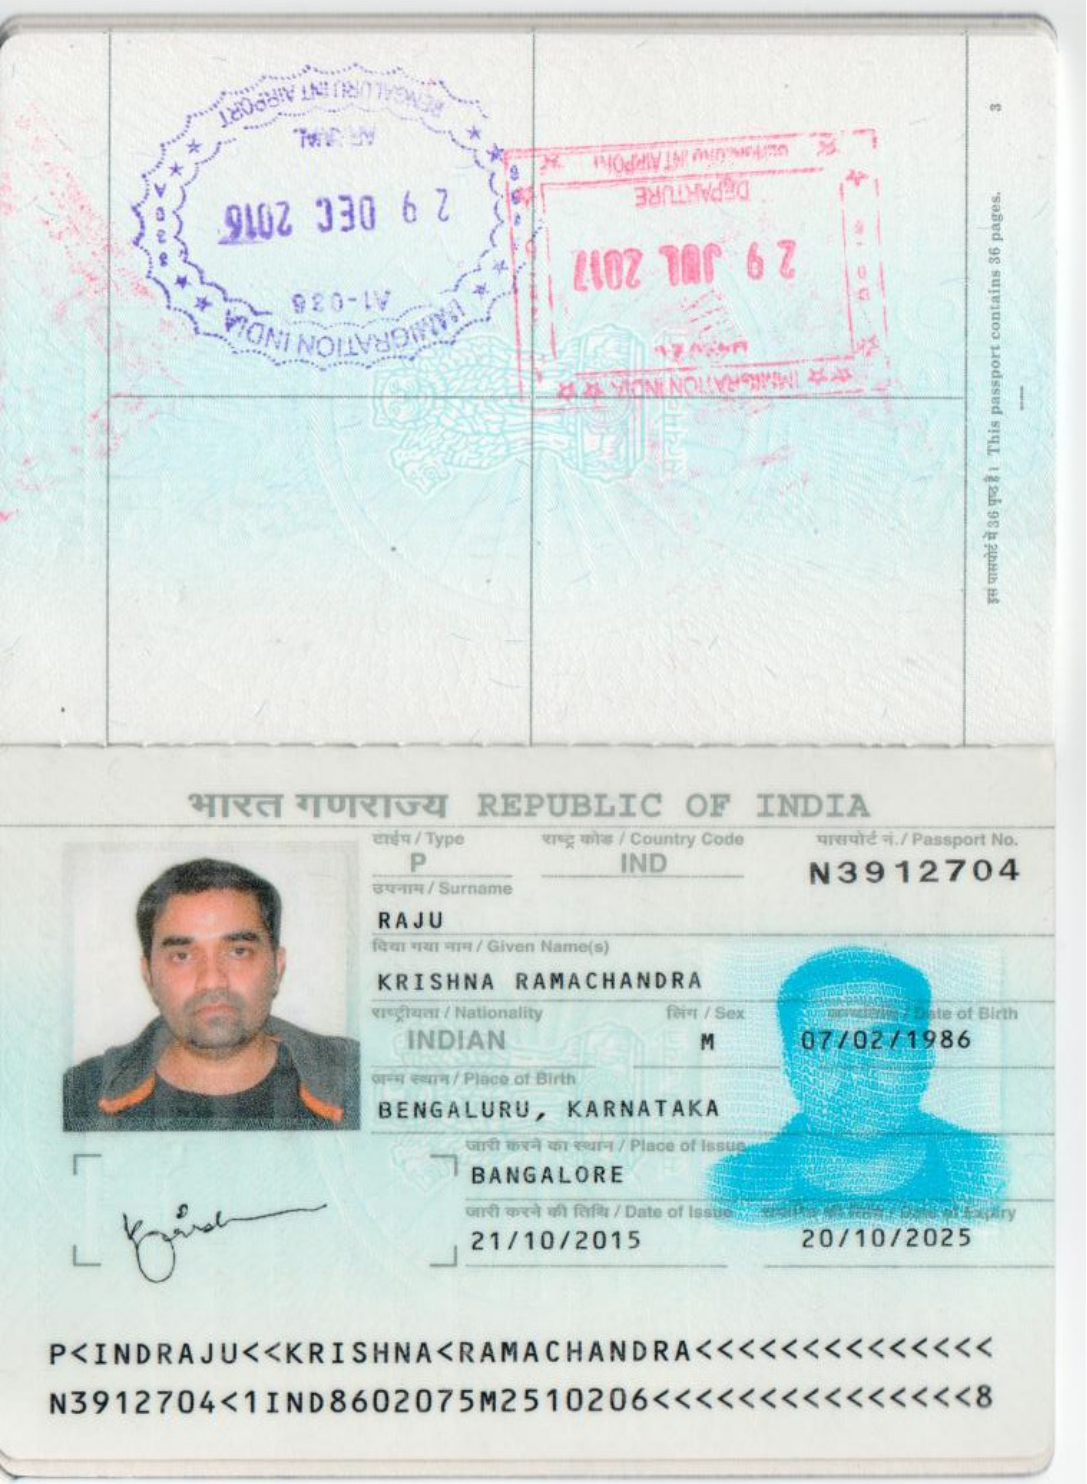 BENGALURU INT AIRPORT
ARRIVAL
29 DEC 2016
A1-036
IMMIGRATION INDIA
A 038
INT AIRPORT
DEPARTURE
29 JUL 2017
IMMIGRATION INDIA
3
इस पासपोर्ट में 36 पृष्ठ है। This passport contains 36 pages.
भारत गणराज्य REPUBLIC OF INDIA
टाईप / Type राष्ट्र कोड / Country Code पासपोर्ट नं. / Passport No.
P IND N3912704
उपनाम / Surname
RAJU
दिया गया नाम / Given Name(s)
KRISHNA RAMACHANDRA
राष्ट्रीयता / Nationality लिंग / Sex जन्मतिथि / Date of Birth
INDIAN M 07/02/1986
जन्म स्थान / Place of Birth
BENGALURU, KARNATAKA
जारी करने का स्थान / Place of Issue
BANGALORE
जारी करने की तिथि / Date of Issue समाप्ति की तिथि / Date of Expiry
21/10/2015 20/10/2025
P<INDRAJU<<KRISHNA<RAMACHANDRA<<<<<<<<<<<<<<
N3912704<1IND8602075M2510206<<<<<<<<<<<<<<<8